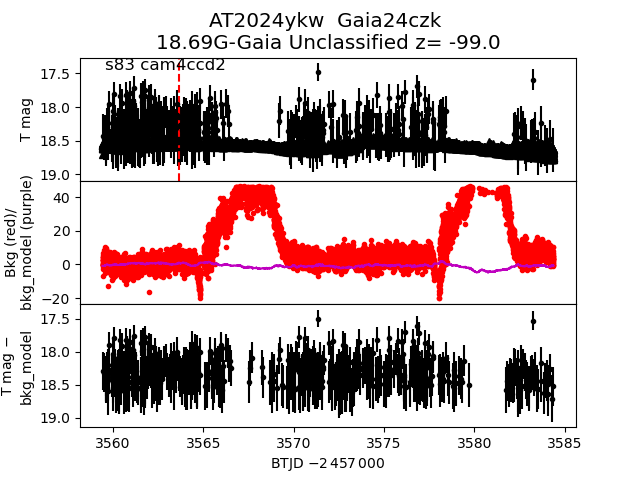 AT2024ykw  Gaia24czk
18.69G-Gaia Unclassified z= -99.0
s83 cam4ccd2
T mag
17.5
18.0
18.5
19.0
Bkg (red)/
bkg_model (purple)
40
20
0
−20
T mag −
bkg_model
17.5
18.0
18.5
19.0
3560
3565
3570
3575
3580
3585
BTJD −2 457 000